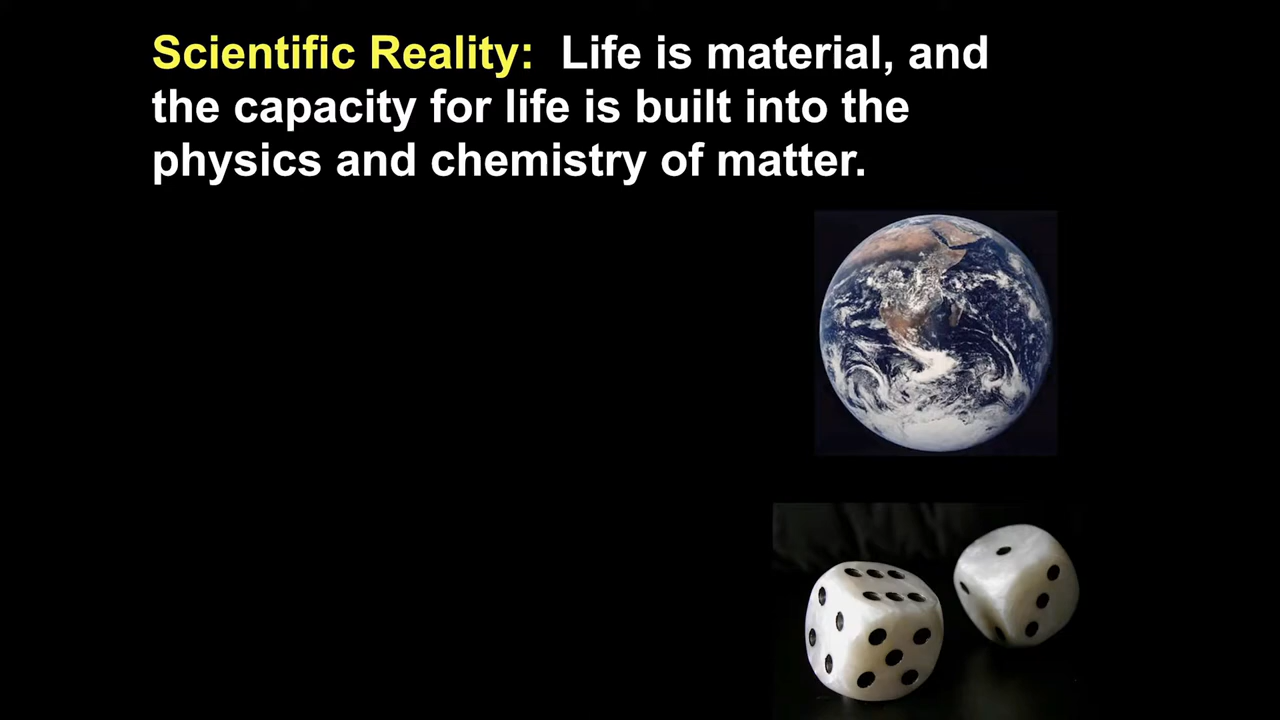 Scientific Reality: Life is material, and
the capacity for life is built into the
physics and chemistry of matter.